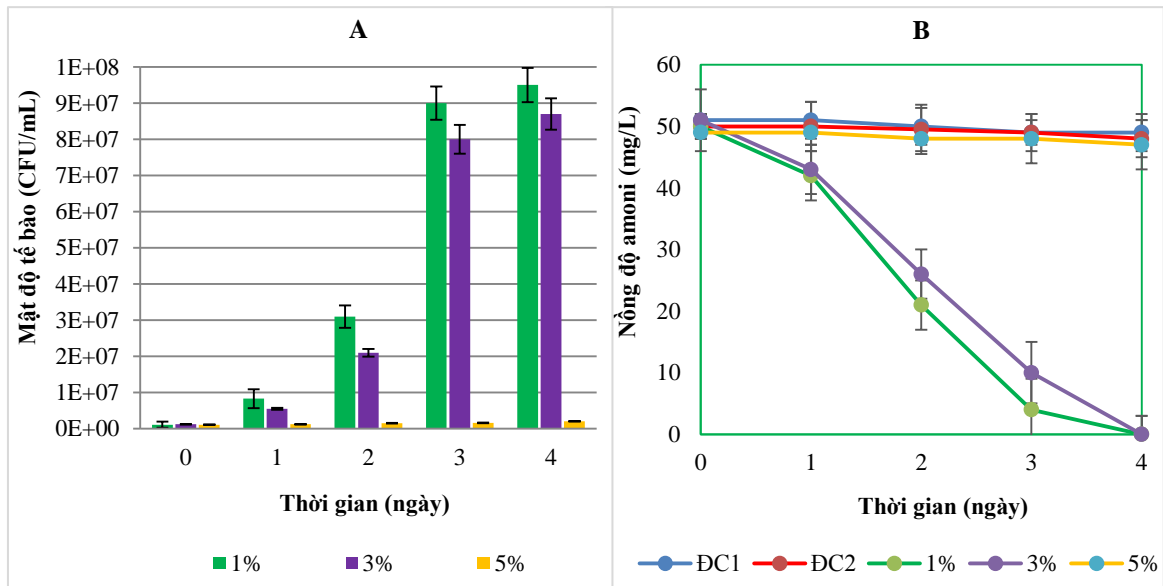 A
Mật độ tế bào (CFU/mL)
1E+08
9E+07
8E+07
7E+07
6E+07
5E+07
4E+07
3E+07
2E+07
1E+07
0E+00
0 1 2 3 4
Thời gian (ngày)
1% 3% 5%
B
Nồng độ amoni (mg/L)
60
50
40
30
20
10
0
0 1 2 3 4
Thời gian (ngày)
ĐC1 ĐC2 1% 3% 5%